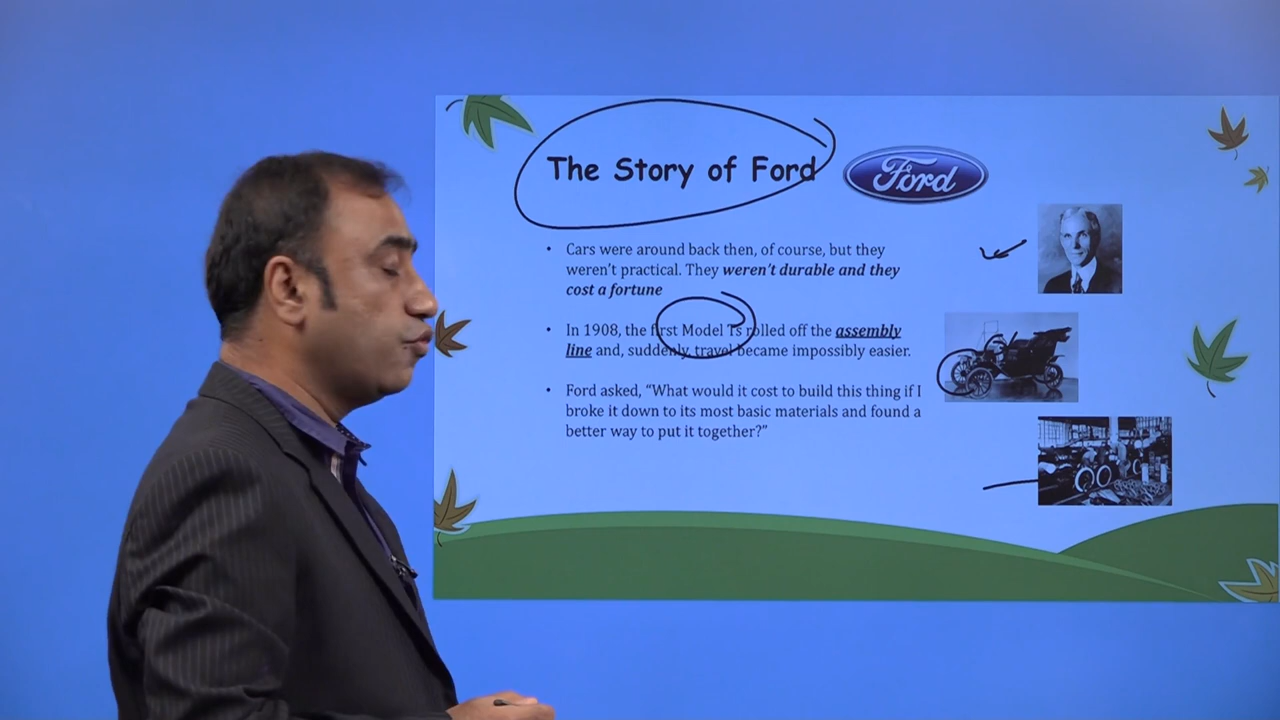 The Story of Ford
Ford
• Cars were around back then, of course, but they
weren't practical. They weren't durable and they
cost a fortune
• In 1908, the first Model Ts rolled off the assembly
line and, suddenly, travel became impossibly easier.
• Ford asked, “What would it cost to build this thing if I
broke it down to its most basic materials and found a
better way to put it together?”